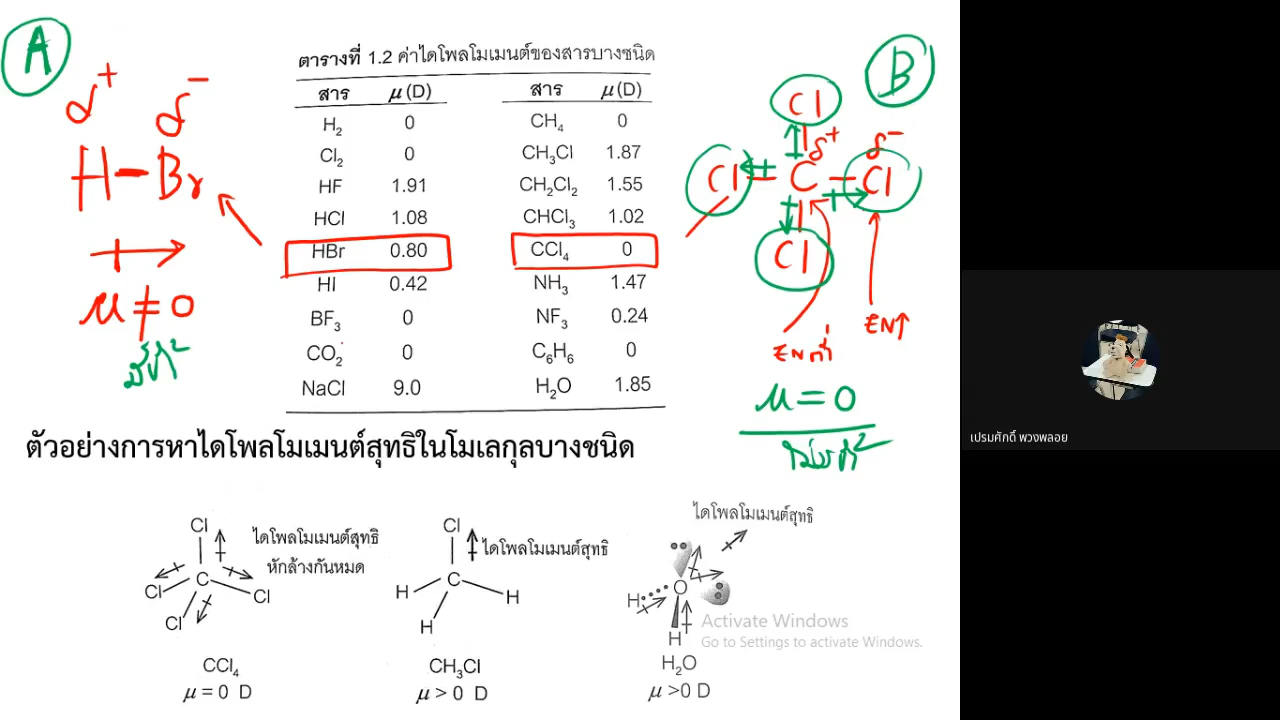 A
δ+ δ−
H−Br
μ ≠ 0
มีขั้ว
ตารางที่ 1.2 ค่าไดโพลโมเมนต์ของสารบางชนิด
สาร μ (D) สาร μ (D)
H₂ 0 CH₄ 0
Cl₂ 0 CH₃Cl 1.87
HF 1.91 CH₂Cl₂ 1.55
HCl 1.08 CHCl₃ 1.02
HBr 0.80 CCl₄ 0
HI 0.42 NH₃ 1.47
BF₃ 0 NF₃ 0.24
CO₂ 0 C₆H₆ 0
NaCl 9.0 H₂O 1.85
B
Cl
δ+ δ−
Cl − C − Cl
Cl
EN ต่ำ EN↑
μ = 0
ไม่มีขั้ว
เปรมศักดิ์ พวงพลอย
ตัวอย่างการหาไดโพลโมเมนต์สุทธิในโมเลกุลบางชนิด
Cl
ไดโพลโมเมนต์สุทธิ
หักล้างกันหมด
C
Cl Cl
Cl
CCl₄
μ = 0 D
Cl
ไดโพลโมเมนต์สุทธิ
C
H H
H
CH₃Cl
μ > 0 D
ไดโพลโมเมนต์สุทธิ
O
H
H
H₂O
μ >0 D
Activate Windows
Go to Settings to activate Windows.